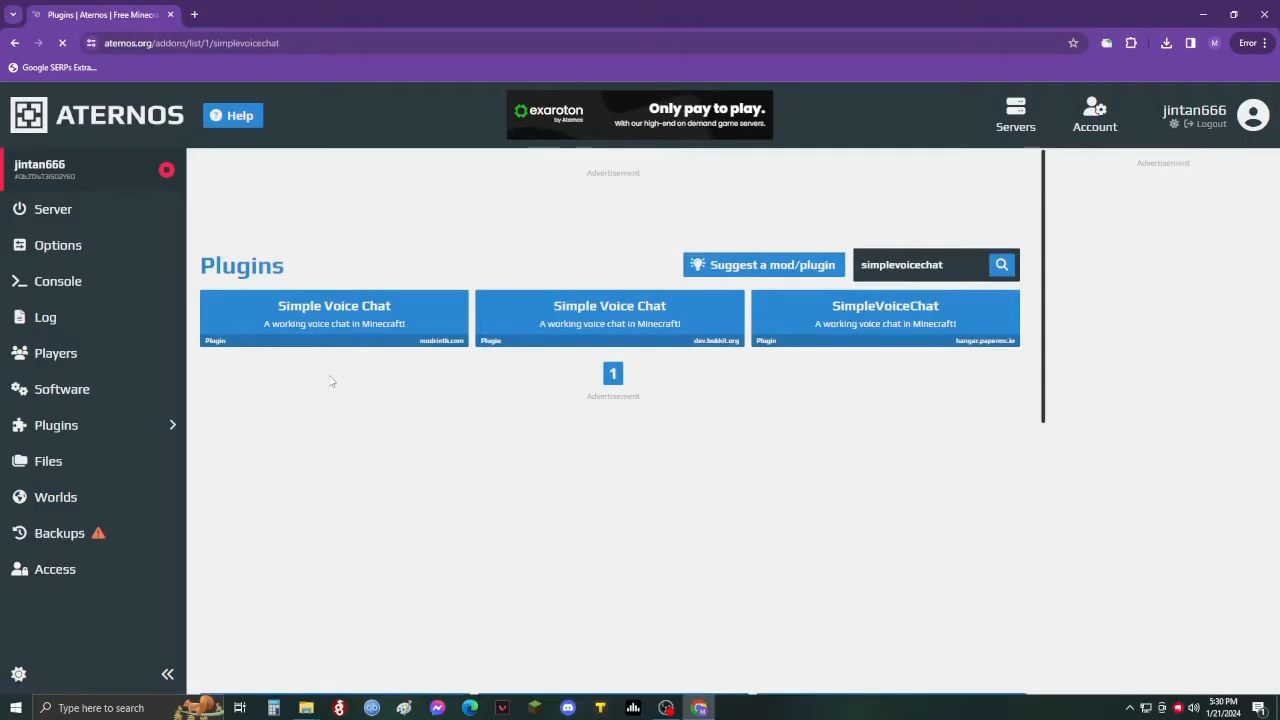 Plugins | Aternos | Free Minecr
aternos.org/addons/list/1/simplevoicechat
M
Error
Google SERPs Extra...
ATERNOS
Help
exaroton
by Aternos
Only pay to play.
With our high-end on demand game servers.
Servers
Account
jintan666
Logout
jintan666
Server
Options
Console
Log
Players
Software
Plugins
Files
Worlds
Backups
Access
Advertisement
Advertisement
Plugins
Suggest a mod/plugin
simplevoicechat
Simple Voice Chat
A working voice chat in Minecraft!
Plugin
modrinth.com
Simple Voice Chat
A working voice chat in Minecraft!
Plugin
dev.bukkit.org
SimpleVoiceChat
A working voice chat in Minecraft!
Plugin
hangar.papermc.io
1
Advertisement
Type here to search
5:30 PM
1/21/2024